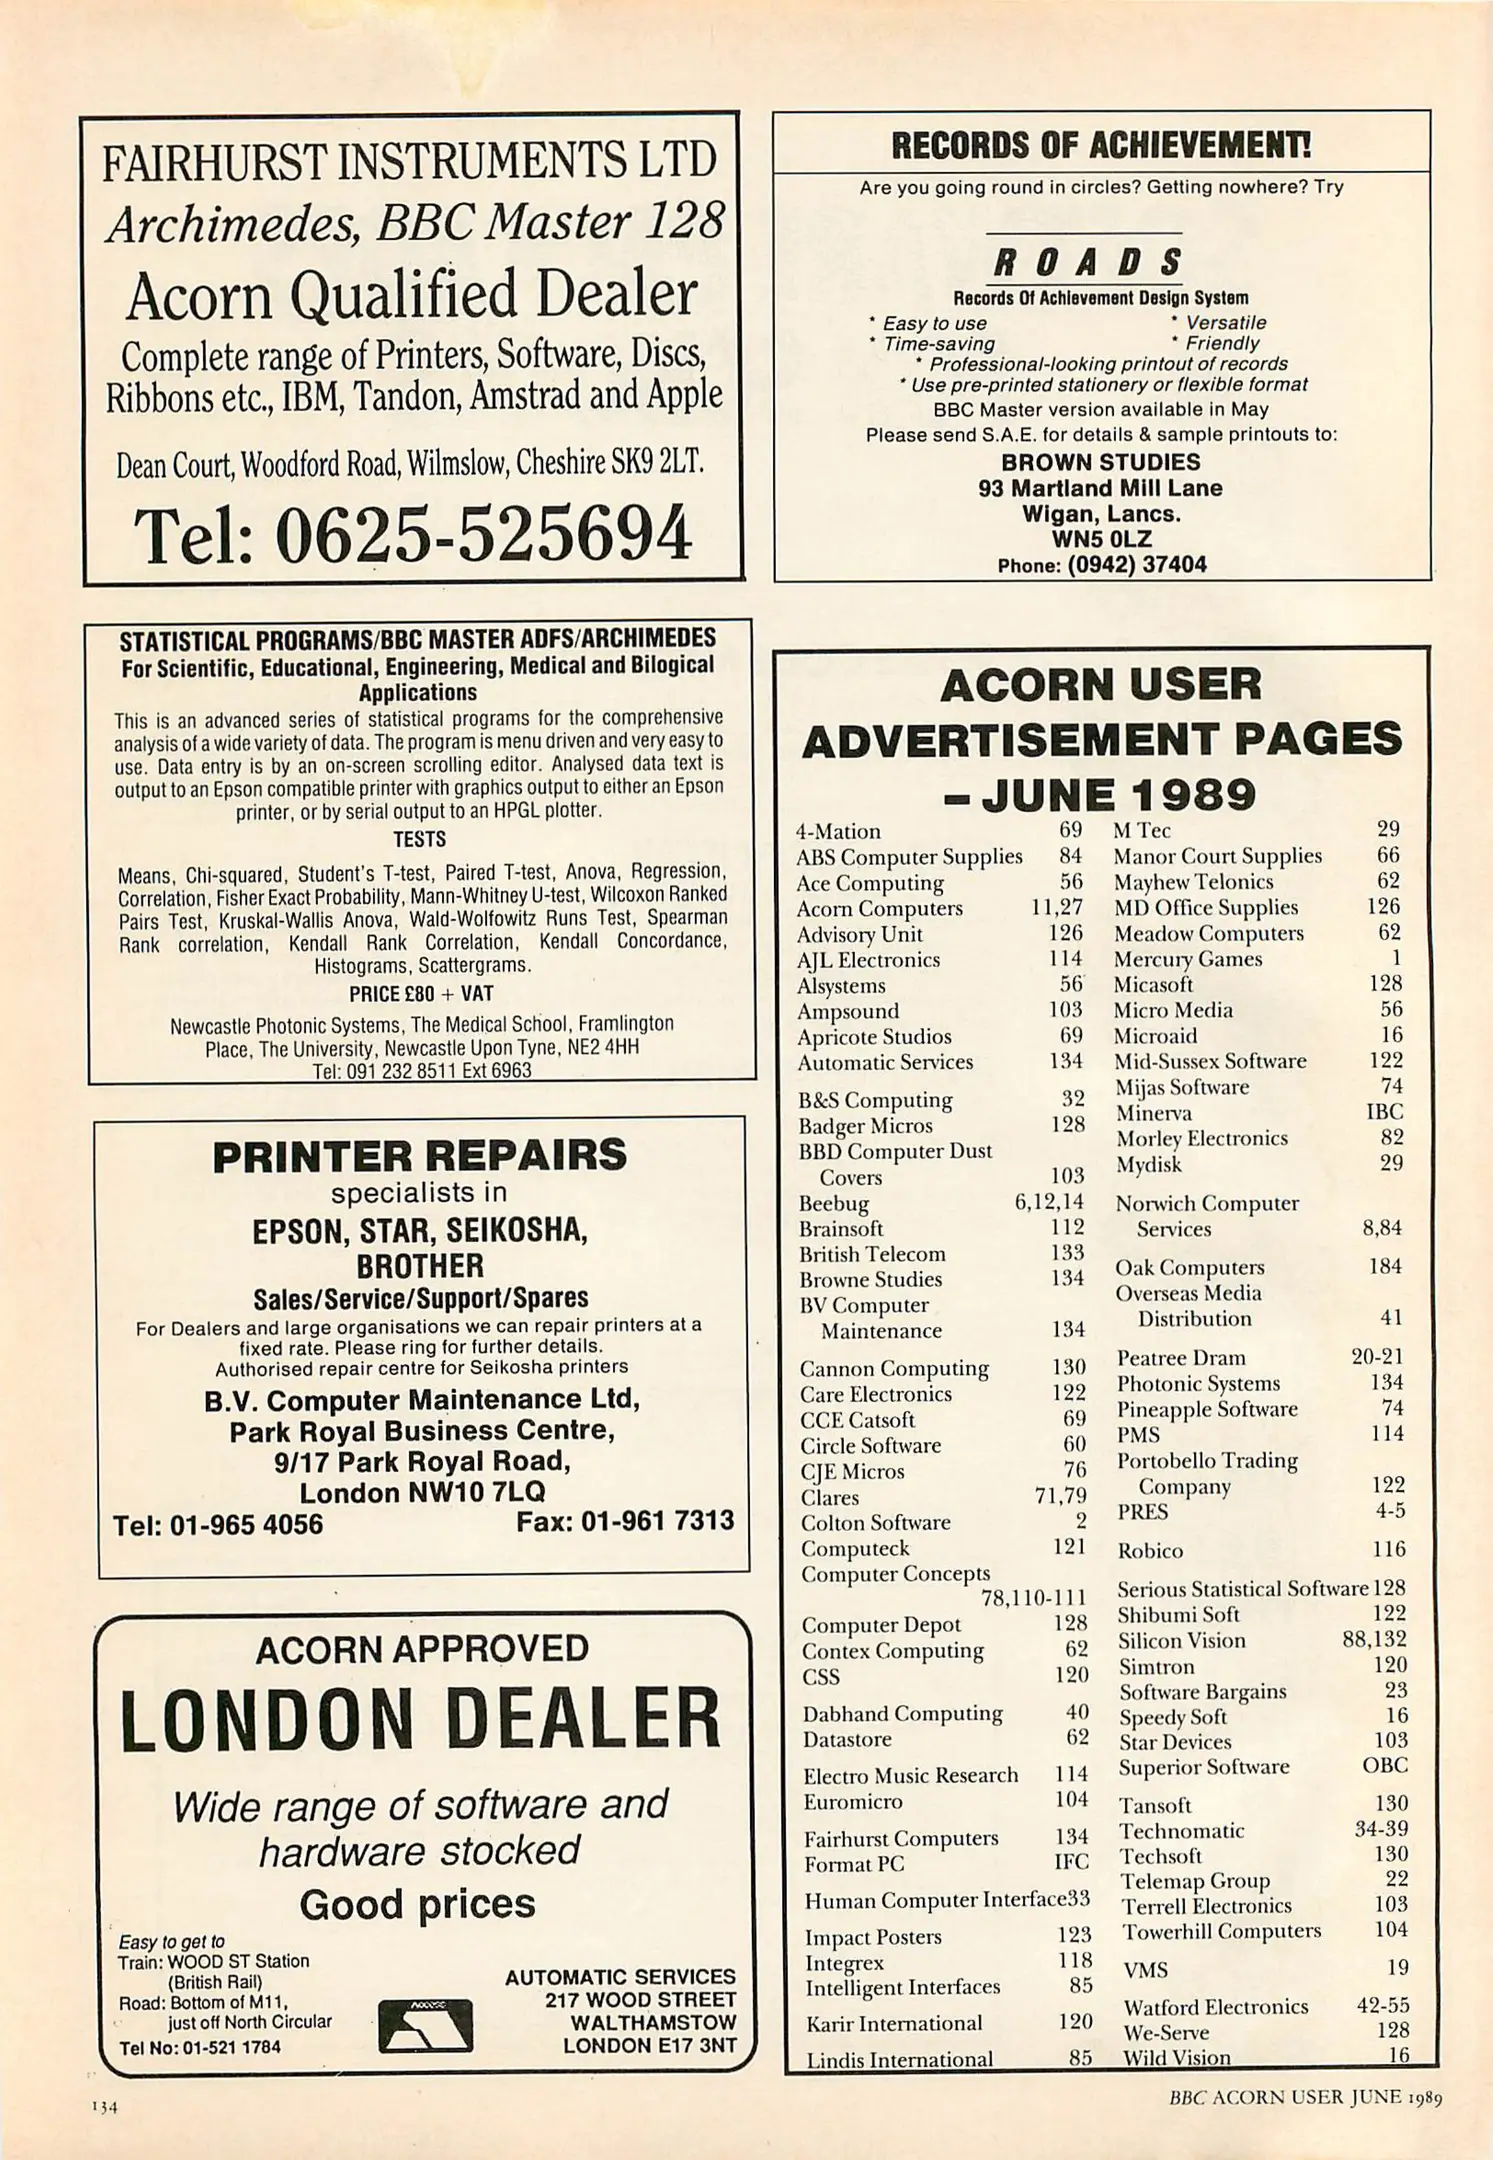 FAIRHURST INSTRUMENTS LTD
Archimedes, BBC Master 128
Acorn Qualified Dealer
Complete range of Printers, Software, Discs,
Ribbons etc., IBM, Tandon, Amstrad and Apple
Dean Court, Woodford Road, Wilmslow, Cheshire SK9 2LT.
Tel: 0625-525694
STATISTICAL PROGRAMS/BBC MASTER ADFS/ARCHIMEDES
For Scientific, Educational, Engineering, Medical and Bilogical
Applications
This is an advanced series of statistical programs for the comprehensive
analysis of a wide variety of data. The program is menu driven and very easy to
use. Data entry is by an on-screen scrolling editor. Analysed data text is
output to an Epson compatible printer with graphics output to either an Epson
printer, or by serial output to an HPGL plotter.
TESTS
Means, Chi-squared, Student's T-test, Paired T-test, Anova, Regression,
Correlation, Fisher Exact Probability, Mann-Whitney U-test, Wilcoxon Ranked
Pairs Test, Kruskal-Wallis Anova, Wald-Wolfowitz Runs Test, Spearman
Rank correlation, Kendall Rank Correlation, Kendall Concordance,
Histograms, Scattergrams.
PRICE £80 + VAT
Newcastle Photonic Systems, The Medical School, Framlington
Place, The University, Newcastle Upon Tyne, NE2 4HH
Tel: 091 232 8511 Ext 6963
PRINTER REPAIRS
specialists in
EPSON, STAR, SEIKOSHA,
BROTHER
Sales/Service/Support/Spares
For Dealers and large organisations we can repair printers at a
fixed rate. Please ring for further details.
Authorised repair centre for Seikosha printers
B.V. Computer Maintenance Ltd,
Park Royal Business Centre,
9/17 Park Royal Road,
London NW10 7LQ
Tel: 01-965 4056 Fax: 01-961 7313
ACORN APPROVED
LONDON DEALER
Wide range of software and
hardware stocked
Good prices
Easy to get to
Train: WOOD ST Station
(British Rail)
Road: Bottom of M11,
just off North Circular
Tel No: 01-521 1784
AUTOMATIC SERVICES
217 WOOD STREET
WALTHAMSTOW
LONDON E17 3NT
RECORDS OF ACHIEVEMENT!
Are you going round in circles? Getting nowhere? Try
R O A D S
Records Of Achievement Design System
* Easy to use * Versatile
* Time-saving * Friendly
* Professional-looking printout of records
* Use pre-printed stationery or flexible format
BBC Master version available in May
Please send S.A.E. for details & sample printouts to:
BROWN STUDIES
93 Martland Mill Lane
Wigan, Lancs.
WN5 0LZ
Phone: (0942) 37404
ACORN USER
ADVERTISEMENT PAGES
– JUNE 1989
4-Mation 69
ABS Computer Supplies 84
Ace Computing 56
Acorn Computers 11,27
Advisory Unit 126
AJL Electronics 114
Alsystems 56
Ampsound 103
Apricote Studios 69
Automatic Services 134
B&S Computing 32
Badger Micros 128
BBD Computer Dust
Covers 103
Beebug 6,12,14
Brainsoft 112
British Telecom 133
Browne Studies 134
BV Computer
Maintenance 134
Cannon Computing 130
Care Electronics 122
CCE Catsoft 69
Circle Software 60
CJE Micros 76
Clares 71,79
Colton Software 2
Computeck 121
Computer Concepts
78,110-111
Computer Depot 128
Contex Computing 62
CSS 120
Dabhand Computing 40
Datastore 62
Electro Music Research 114
Euromicro 104
Fairhurst Computers 134
Format PC IFC
Human Computer Interface33
Impact Posters 123
Integrex 118
Intelligent Interfaces 85
Karir International 120
Lindis International 85
M Tec 29
Manor Court Supplies 66
Mayhew Telonics 62
MD Office Supplies 126
Meadow Computers 62
Mercury Games 1
Micasoft 128
Micro Media 56
Microaid 16
Mid-Sussex Software 122
Mijas Software 74
Minerva IBC
Morley Electronics 82
Mydisk 29
Norwich Computer
Services 8,84
Oak Computers 184
Overseas Media
Distribution 41
Peatree Dram 20-21
Photonic Systems 134
Pineapple Software 74
PMS 114
Portobello Trading
Company 122
PRES 4-5
Robico 116
Serious Statistical Software 128
Shibumi Soft 122
Silicon Vision 88,132
Simtron 120
Software Bargains 23
Speedy Soft 16
Star Devices 103
Superior Software OBC
Tansoft 130
Technomatic 34-39
Techsoft 130
Telemap Group 22
Terrell Electronics 103
Towerhill Computers 104
VMS 19
Watford Electronics 42-55
We-Serve 128
Wild Vision 16
134
BBC ACORN USER JUNE 1989